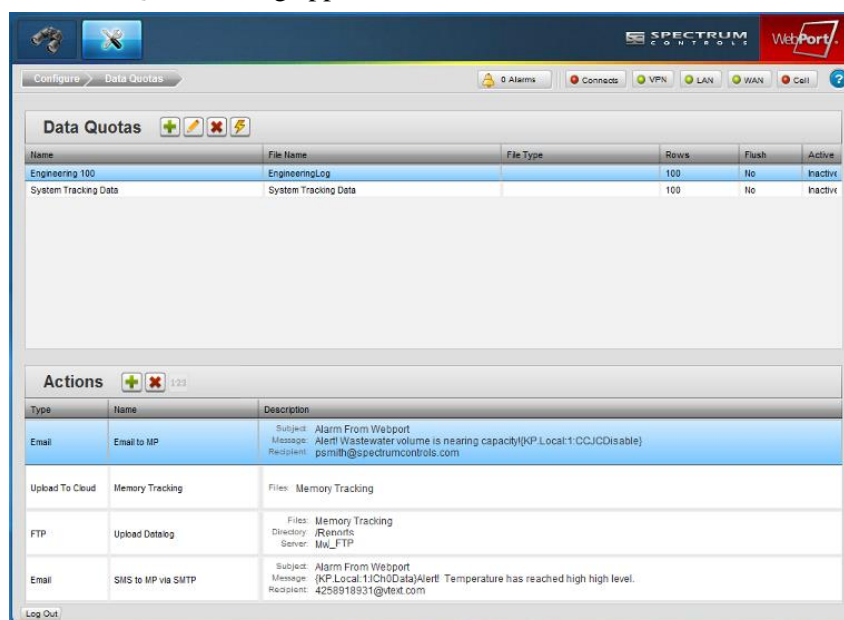 SPECTRUM
CONTROLS
WebPort
Configure Data Quotas 0 Alarms Connects VPN LAN WAN Cell ?
Data Quotas
Name File Name File Type Rows Flush Active
Engineering 100 EngineeringLog 100 No Inactive
System Tracking Data System Tracking Data 100 No Inactive
Actions 123
Type Name Description
Subject: Alarm From Webport
Email Email to MP Message: Alert! Wastewater volume is nearing capacity!{KP.Local:1:CCJCDisable}
Recipient: psmith@spectrumcontrols.com
Upload To Cloud Memory Tracking Files: Memory Tracking
Files: Memory Tracking
FTP Upload Datalog Directory: /Reports
Server: MW_FTP
Subject: Alarm From Webport
Email SMS to MP via SMTP Message: {KP.Local:1:ICh0Data}Alert! Temperature has reached high high level.
Recipient: 4258918931@vtext.com
Log Out